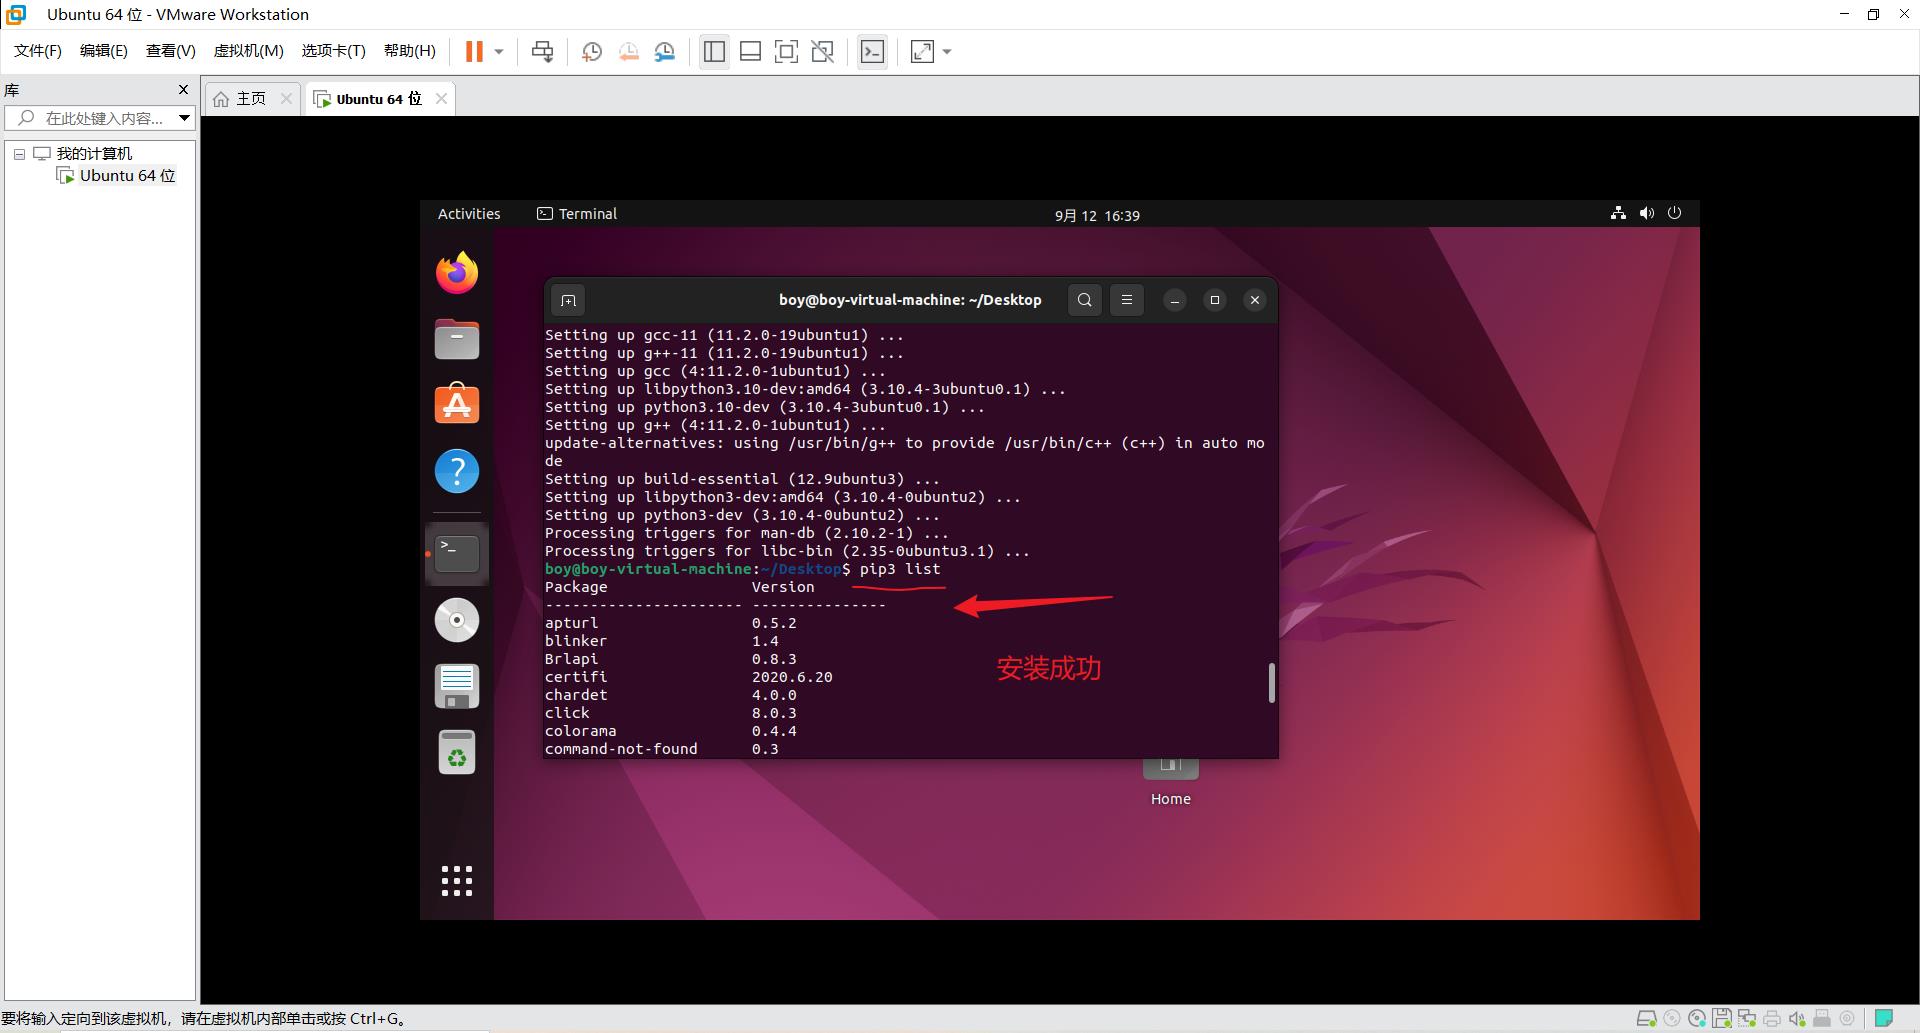 Ubuntu 64 位 - VMware Workstation
文件(F) 编辑(E) 查看(V) 虚拟机(M) 选项卡(T) 帮助(H)
库
在此处键入内容...
我的计算机
Ubuntu 64 位
主页
Ubuntu 64 位
Activities Terminal 9月 12 16:39
boy@boy-virtual-machine: ~/Desktop
Setting up gcc-11 (11.2.0-19ubuntu1) ...
Setting up g++-11 (11.2.0-19ubuntu1) ...
Setting up gcc (4:11.2.0-1ubuntu1) ...
Setting up libpython3.10-dev:amd64 (3.10.4-3ubuntu0.1) ...
Setting up python3.10-dev (3.10.4-3ubuntu0.1) ...
Setting up g++ (4:11.2.0-1ubuntu1) ...
update-alternatives: using /usr/bin/g++ to provide /usr/bin/c++ (c++) in auto mo
de
Setting up build-essential (12.9ubuntu3) ...
Setting up libpython3-dev:amd64 (3.10.4-0ubuntu2) ...
Setting up python3-dev (3.10.4-0ubuntu2) ...
Processing triggers for man-db (2.10.2-1) ...
Processing triggers for libc-bin (2.35-0ubuntu3.1) ...
boy@boy-virtual-machine:~/Desktop$ pip3 list
Package Version
---------------------- ---------------
apturl 0.5.2
blinker 1.4
Brlapi 0.8.3
certifi 2020.6.20
chardet 4.0.0
click 8.0.3
colorama 0.4.4
command-not-found 0.3
安装成功
Home
要将输入定向到该虚拟机，请在虚拟机内部单击或按 Ctrl+G。